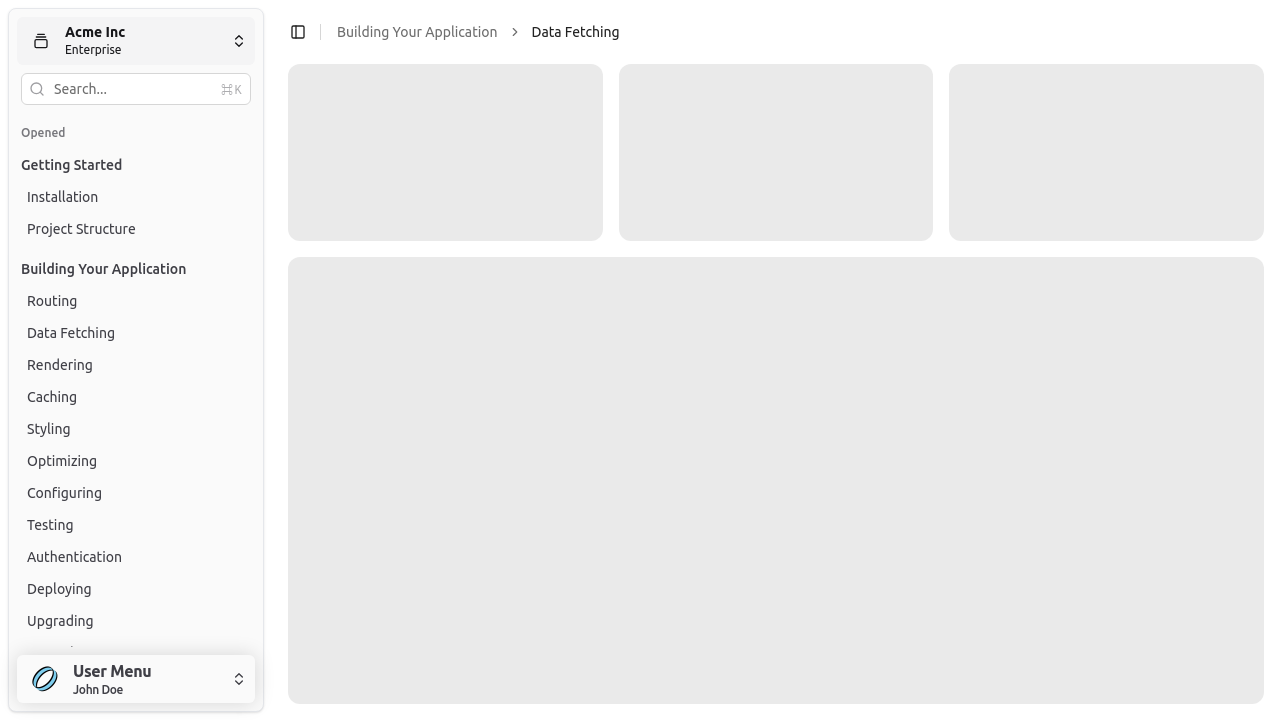 Acme Inc
Enterprise
Search...
⌘K
Opened
Getting Started
Installation
Project Structure
Building Your Application
Routing
Data Fetching
Rendering
Caching
Styling
Optimizing
Configuring
Testing
Authentication
Deploying
Upgrading
User Menu
John Doe
Building Your Application
Data Fetching